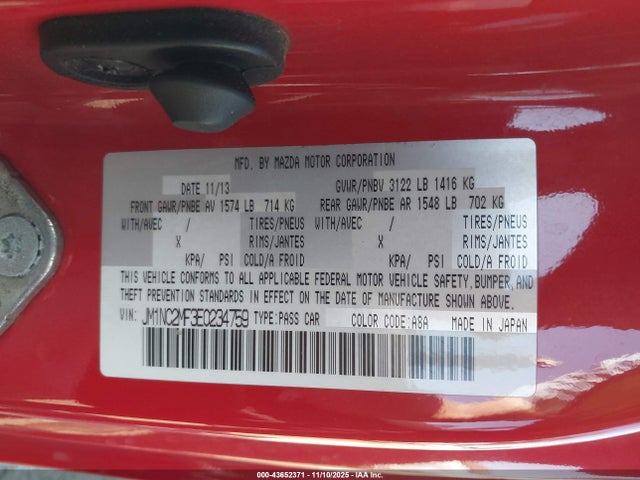 MFD. BY MAZDA MOTOR CORPORATION
DATE 11/13 GVWR/PNBV 3122 LB 1416 KG
FRONT GAWR/PNBE AV 1574 LB 714 KG REAR GAWR/PNBE AR 1548 LB 702 KG
WITH/AVEC / TIRES/PNEUS WITH/AVEC / TIRES/PNEUS
X RIMS/JANTES X RIMS/JANTES
KPA/ PSI COLD/A FROID KPA/ PSI COLD/A FROID
THIS VEHICLE CONFORMS TO ALL APPLICABLE FEDERAL MOTOR VEHICLE SAFETY,BUMPER,AND
THEFT PREVENTION STANDARDS IN EFFECT ON THE DATE OF MANUFACTURE SHOWN ABOVE.
VIN: JM1NC2MF3E0234759 TYPE:PASS CAR COLOR CODE:A8A MADE IN JAPAN
000-43652371 - 11/10/2025 - IAAI.COM